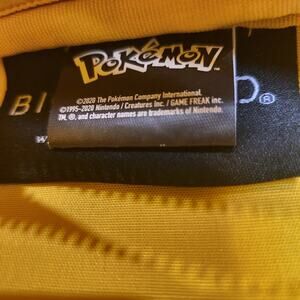 POKéMON™
©2020 The Pokémon Company International.
©1995-2020 Nintendo / Creatures Inc. / GAME FREAK inc.
TM, ®, and character names are trademarks of Nintendo.
BI
®